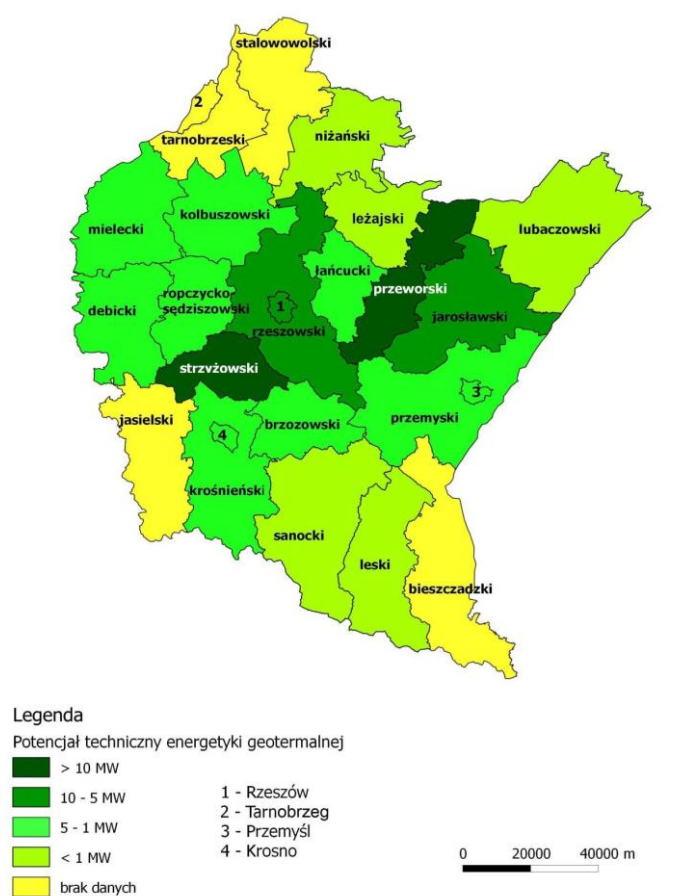 stalowowolski
2
tarnobrzeski
niżański
mielecki
kolbuszowski
leżajski
lubaczowski
łańcucki
ropczycko-
sędziszowski
przeworski
debicki
1
rzeszowski
jarosławski
strzyżowski
3
jasielski
brzozowski
przemyski
4
krośnieński
sanocki
leski
bieszczadzki
Legenda
Potencjał techniczny energetyki geotermalnej
> 10 MW
10 - 5 MW
5 - 1 MW
< 1 MW
brak danych
1 - Rzeszów
2 - Tarnobrzeg
3 - Przemyśl
4 - Krosno
0 20000 40000 m